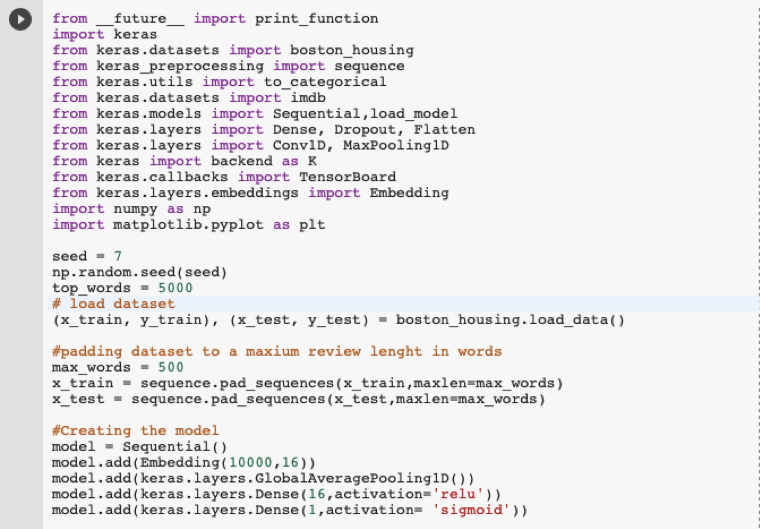 from __future__ import print_function
import keras
from keras.datasets import boston_housing
from keras_preprocessing import sequence
from keras.utils import to_categorical
from keras.datasets import imdb
from keras.models import Sequential,load_model
from keras.layers import Dense, Dropout, Flatten
from keras.layers import Conv1D, MaxPooling1D
from keras import backend as K
from keras.callbacks import TensorBoard
from keras.layers.embeddings import Embedding
import numpy as np
import matplotlib.pyplot as plt
seed = 7
np.random.seed(seed)
top_words = 5000
# load dataset
(x_train, y_train), (x_test, y_test) = boston_housing.load_data()
#padding dataset to a maxium review lenght in words
max_words = 500
x_train = sequence.pad_sequences(x_train,maxlen=max_words)
x_test = sequence.pad_sequences(x_test,maxlen=max_words)
#Creating the model
model = Sequential()
model.add(Embedding(10000,16))
model.add(keras.layers.GlobalAveragePooling1D())
model.add(keras.layers.Dense(16,activation='relu'))
model.add(keras.layers.Dense(1,activation= 'sigmoid'))